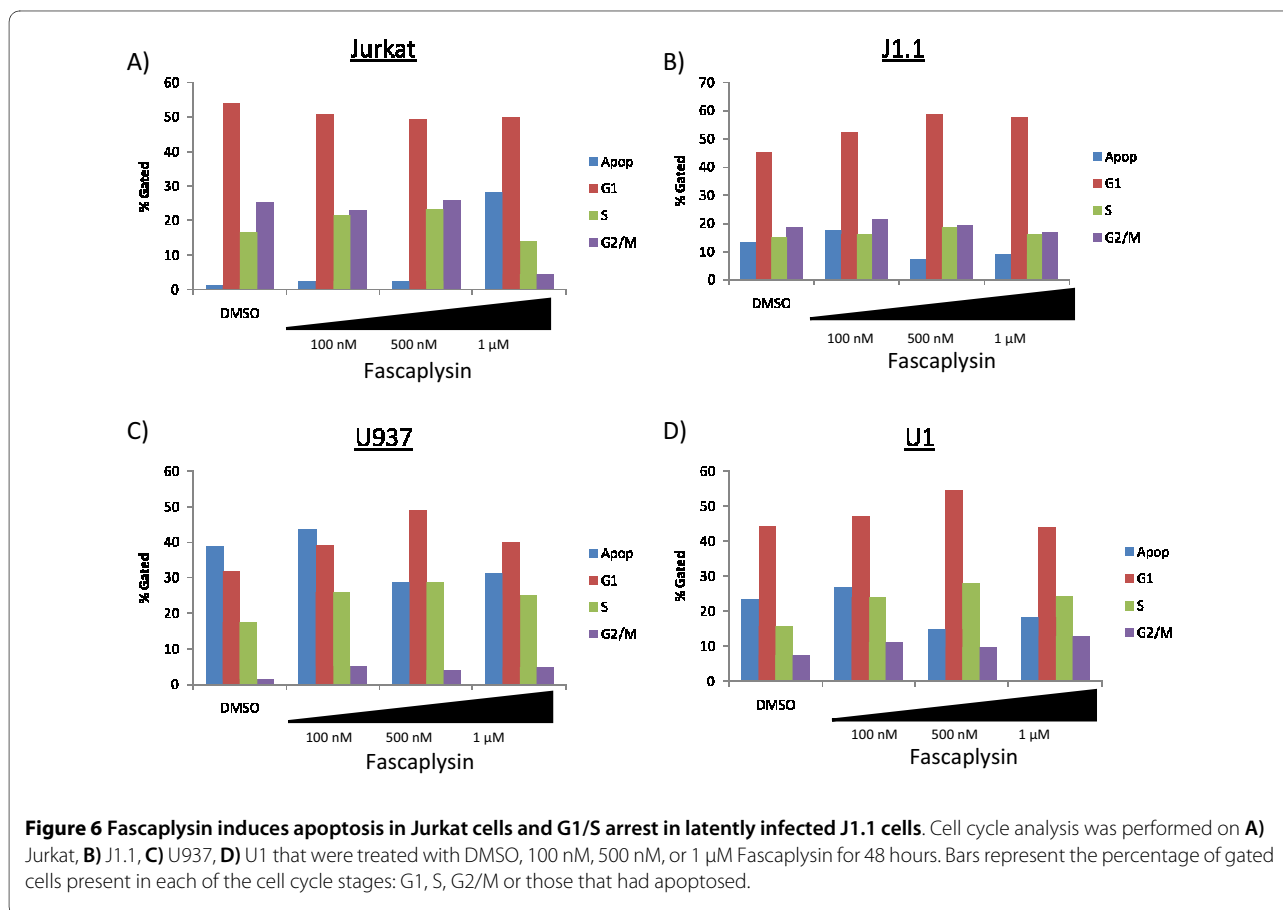 A)
Jurkat
60
50
40
30
20
10
0
% Gated
Apop
G1
S
G2/M
DMSO
100 nM 500 nM 1 µM
Fascaplysin
B)
J1.1
70
60
50
40
30
20
10
0
% Gated
Apop
G1
S
G2/M
DMSO
100 nM 500 nM 1 µM
Fascaplysin
C)
U937
60
50
40
30
20
10
0
% Gated
Apop
G1
S
G2/M
DMSO
100 nM 500 nM 1 µM
Fascaplysin
D)
U1
60
50
40
30
20
10
0
% Gated
Apop
G1
S
G2/M
DMSO
100 nM 500 nM 1 µM
Fascaplysin
Figure 6 Fascaplysin induces apoptosis in Jurkat cells and G1/S arrest in latently infected J1.1 cells. Cell cycle analysis was performed on A)
Jurkat, B) J1.1, C) U937, D) U1 that were treated with DMSO, 100 nM, 500 nM, or 1 µM Fascaplysin for 48 hours. Bars represent the percentage of gated
cells present in each of the cell cycle stages: G1, S, G2/M or those that had apoptosed.